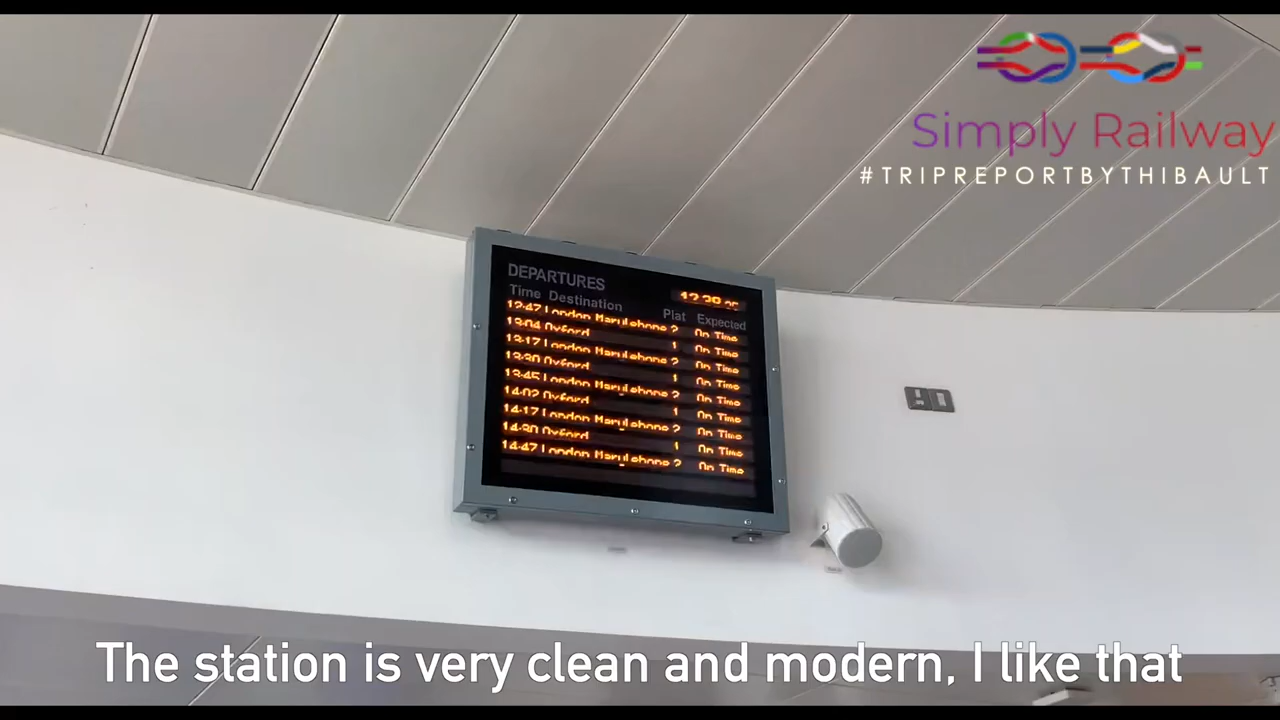 Simply Railway
#TRIPREPORTBYTHIBAULT
DEPARTURES
Time Destination Plat Expected
12:47 London Marylebone 2 On Time
13:04 Oxford 1 On Time
13:17 London Marylebone 2 On Time
13:30 Oxford 1 On Time
13:45 London Marylebone 2 On Time
14:02 Oxford 1 On Time
14:17 London Marylebone 2 On Time
14:30 Oxford 1 On Time
14:47 London Marylebone 2 On Time
The station is very clean and modern, I like that